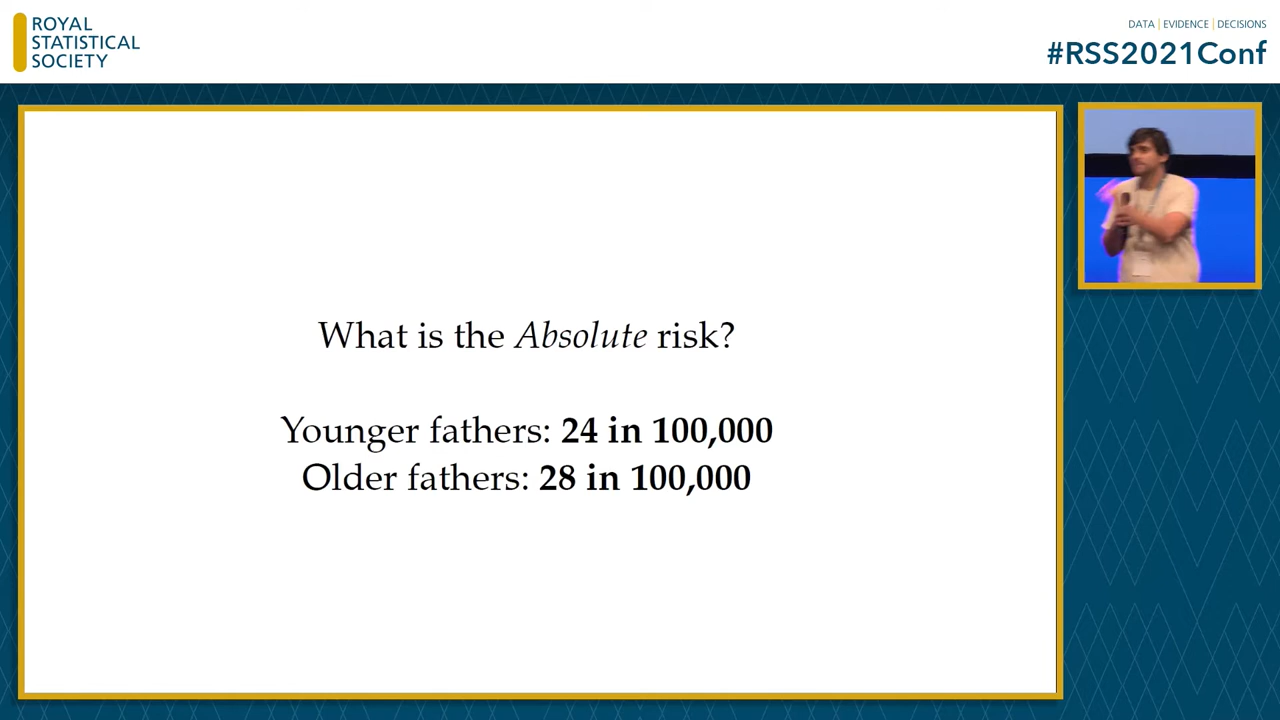 ROYAL
STATISTICAL
SOCIETY
DATA | EVIDENCE | DECISIONS
#RSS2021Conf
What is the Absolute risk?
Younger fathers: 24 in 100,000
Older fathers: 28 in 100,000